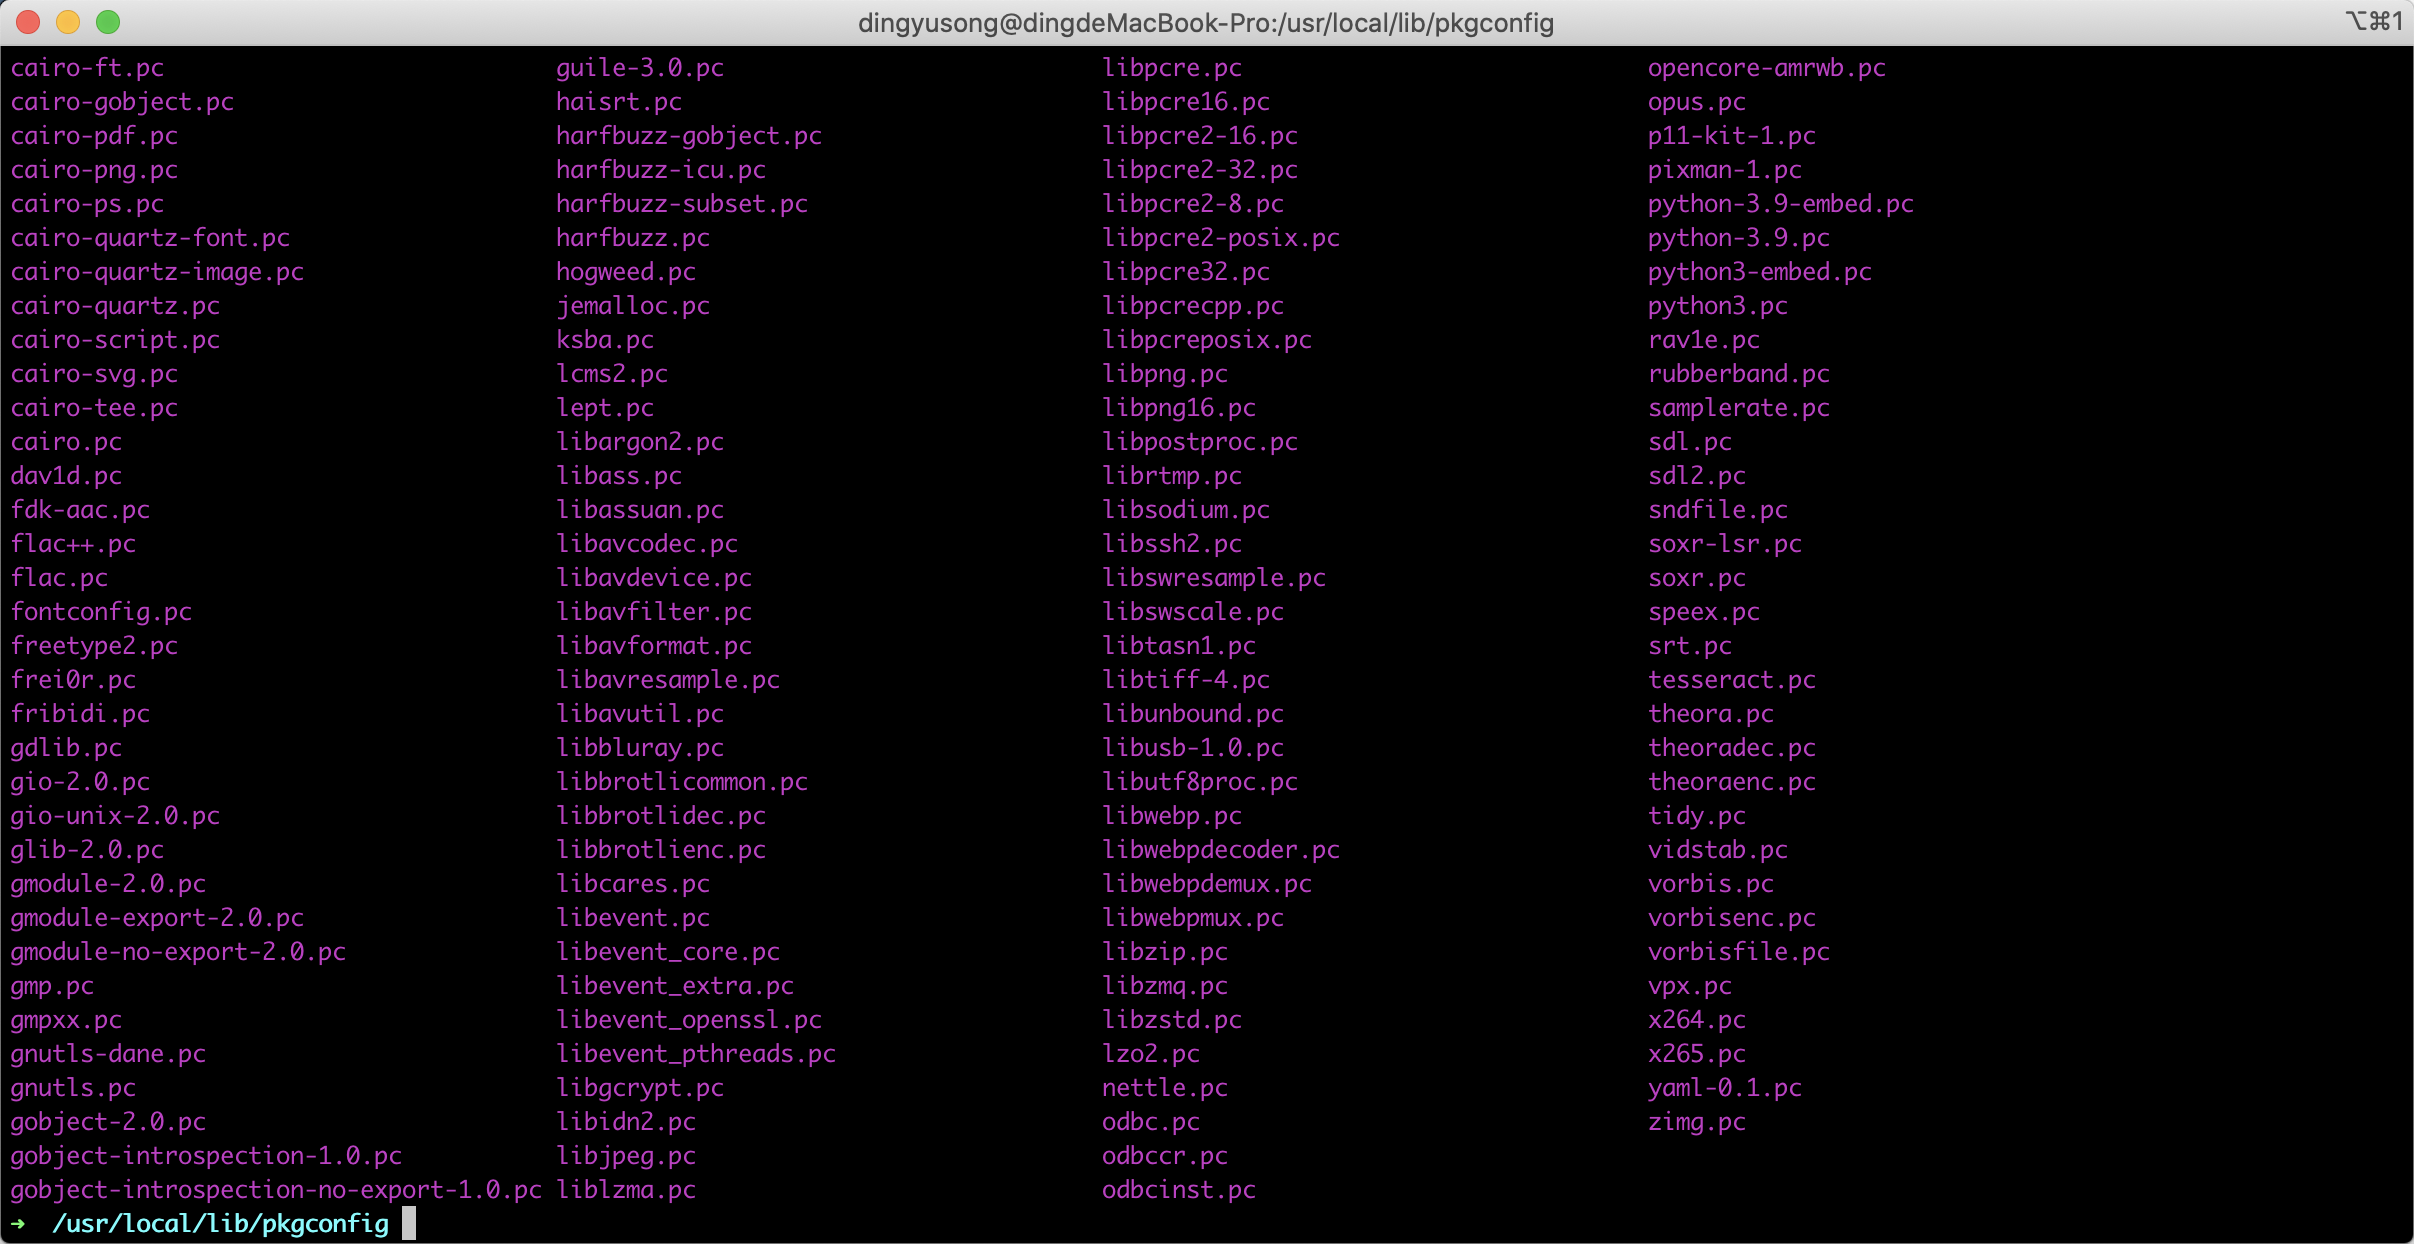 dingyusong@dingdeMacBook-Pro:/usr/local/lib/pkgconfig ⌥⌘1
cairo-ft.pc guile-3.0.pc libpcre.pc opencore-amrwb.pc
cairo-gobject.pc haisrt.pc libpcre16.pc opus.pc
cairo-pdf.pc harfbuzz-gobject.pc libpcre2-16.pc p11-kit-1.pc
cairo-png.pc harfbuzz-icu.pc libpcre2-32.pc pixman-1.pc
cairo-ps.pc harfbuzz-subset.pc libpcre2-8.pc python-3.9-embed.pc
cairo-quartz-font.pc harfbuzz.pc libpcre2-posix.pc python-3.9.pc
cairo-quartz-image.pc hogweed.pc libpcre32.pc python3-embed.pc
cairo-quartz.pc jemalloc.pc libpcrecpp.pc python3.pc
cairo-script.pc ksba.pc libpcreposix.pc rav1e.pc
cairo-svg.pc lcms2.pc libpng.pc rubberband.pc
cairo-tee.pc lept.pc libpng16.pc samplerate.pc
cairo.pc libargon2.pc libpostproc.pc sdl.pc
dav1d.pc libass.pc librtmp.pc sdl2.pc
fdk-aac.pc libassuan.pc libsodium.pc sndfile.pc
flac++.pc libavcodec.pc libssh2.pc soxr-lsr.pc
flac.pc libavdevice.pc libswresample.pc soxr.pc
fontconfig.pc libavfilter.pc libswscale.pc speex.pc
freetype2.pc libavformat.pc libtasn1.pc srt.pc
frei0r.pc libavresample.pc libtiff-4.pc tesseract.pc
fribidi.pc libavutil.pc libunbound.pc theora.pc
gdlib.pc libbluray.pc libusb-1.0.pc theoradec.pc
gio-2.0.pc libbrotlicommon.pc libutf8proc.pc theoraenc.pc
gio-unix-2.0.pc libbrotlidec.pc libwebp.pc tidy.pc
glib-2.0.pc libbrotlienc.pc libwebpdecoder.pc vidstab.pc
gmodule-2.0.pc libcares.pc libwebpdemux.pc vorbis.pc
gmodule-export-2.0.pc libevent.pc libwebpmux.pc vorbisenc.pc
gmodule-no-export-2.0.pc libevent_core.pc libzip.pc vorbisfile.pc
gmp.pc libevent_extra.pc libzmq.pc vpx.pc
gmpxx.pc libevent_openssl.pc libzstd.pc x264.pc
gnutls-dane.pc libevent_pthreads.pc lzo2.pc x265.pc
gnutls.pc libgcrypt.pc nettle.pc yaml-0.1.pc
gobject-2.0.pc libidn2.pc odbc.pc zimg.pc
gobject-introspection-1.0.pc libjpeg.pc odbccr.pc
gobject-introspection-no-export-1.0.pc liblzma.pc odbcinst.pc
➜ /usr/local/lib/pkgconfig